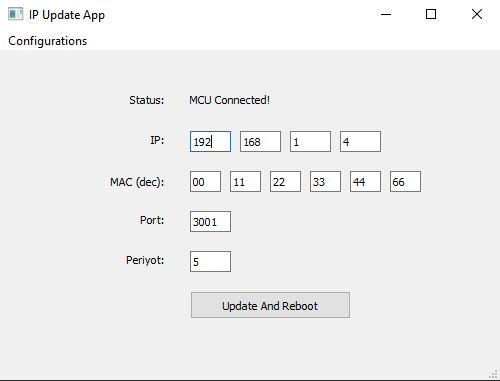 IP Update App
Configurations
Status: MCU Connected!
IP: 192 168 1 4
MAC (dec): 00 11 22 33 44 66
Port: 3001
Periyot: 5
Update And Reboot